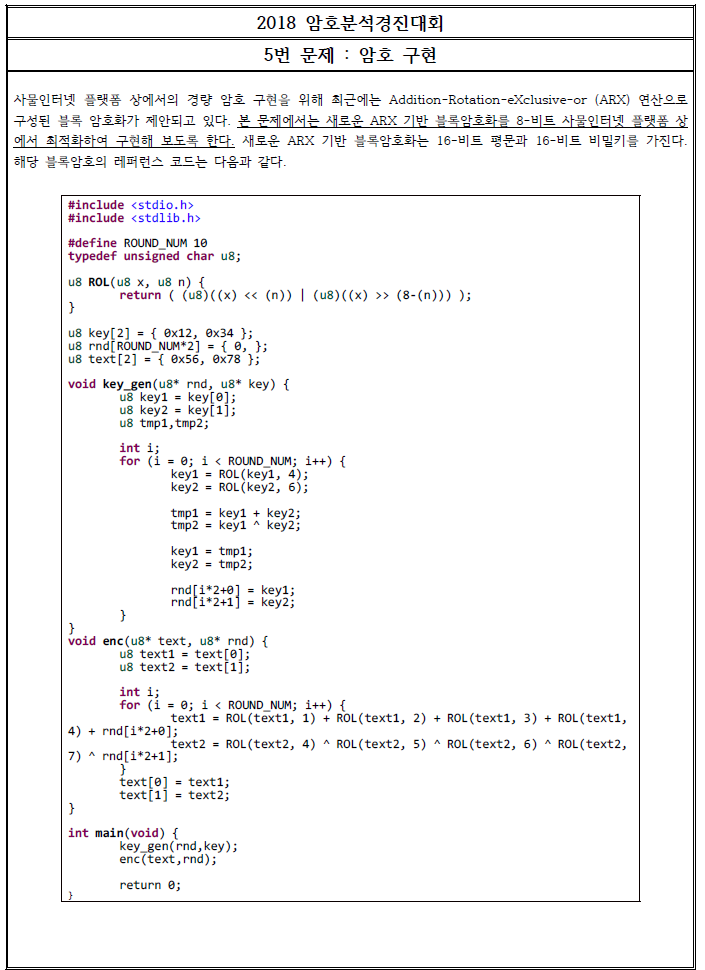 2018 암호분석경진대회
5번 문제 : 암호 구현
사물인터넷 플랫폼 상에서의 경량 암호 구현을 위해 최근에는 Addition-Rotation-eXclusive-or (ARX) 연산으로
구성된 블록 암호화가 제안되고 있다. 본 문제에서는 새로운 ARX 기반 블록암호화를 8-비트 사물인터넷 플랫폼 상
에서 최적화하여 구현해 보도록 한다. 새로운 ARX 기반 블록암호화는 16-비트 평문과 16-비트 비밀키를 가진다.
해당 블록암호의 레퍼런스 코드는 다음과 같다.
#include <stdio.h>
#include <stdlib.h>
#define ROUND_NUM 10
typedef unsigned char u8;
u8 ROL(u8 x, u8 n) {
return ( (u8)((x) << (n)) | (u8)((x) >> (8-(n))) );
}
u8 key[2] = { 0x12, 0x34 };
u8 rnd[ROUND_NUM*2] = { 0, };
u8 text[2] = { 0x56, 0x78 };
void key_gen(u8* rnd, u8* key) {
u8 key1 = key[0];
u8 key2 = key[1];
u8 tmp1,tmp2;
int i;
for (i = 0; i < ROUND_NUM; i++) {
key1 = ROL(key1, 4);
key2 = ROL(key2, 6);
tmp1 = key1 + key2;
tmp2 = key1 ^ key2;
key1 = tmp1;
key2 = tmp2;
rnd[i*2+0] = key1;
rnd[i*2+1] = key2;
}
}
void enc(u8* text, u8* rnd) {
u8 text1 = text[0];
u8 text2 = text[1];
int i;
for (i = 0; i < ROUND_NUM; i++) {
text1 = ROL(text1, 1) + ROL(text1, 2) + ROL(text1, 3) + ROL(text1,
4) + rnd[i*2+0];
text2 = ROL(text2, 4) ^ ROL(text2, 5) ^ ROL(text2, 6) ^ ROL(text2,
7) ^ rnd[i*2+1];
}
text[0] = text1;
text[1] = text2;
}
int main(void) {
key_gen(rnd,key);
enc(text,rnd);
return 0;
}